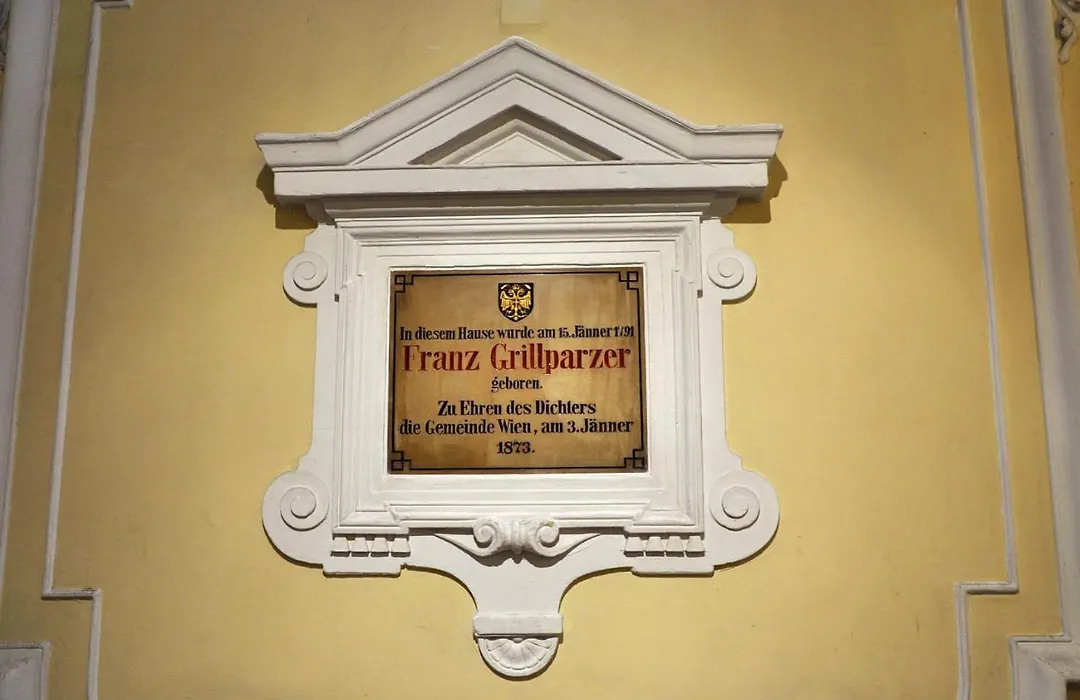 In diesem Hause wurde am 15. Jänner 1791
Franz Grillparzer
geboren.
Zu Ehren des Dichters
die Gemeinde Wien, am 3. Jänner
1873.